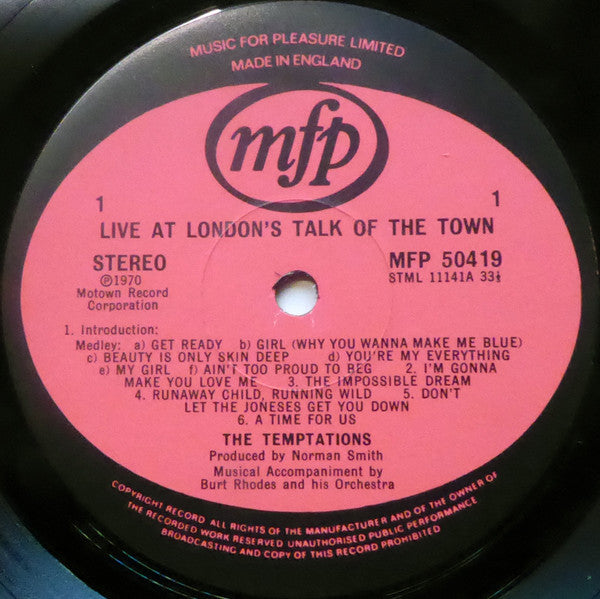 MUSIC FOR PLEASURE LIMITED
MADE IN ENGLAND
mfp
1 1
LIVE AT LONDON'S TALK OF THE TOWN
STEREO MFP 50419
℗1970 STML 11141A 33⅓
Motown Record
Corporation
1. Introduction:
Medley: a) GET READY b) GIRL (WHY YOU WANNA MAKE ME BLUE)
c) BEAUTY IS ONLY SKIN DEEP d) YOU'RE MY EVERYTHING
e) MY GIRL f) AIN'T TOO PROUD TO BEG 2. I'M GONNA
MAKE YOU LOVE ME 3. THE IMPOSSIBLE DREAM
4. RUNAWAY CHILD, RUNNING WILD 5. DON'T
LET THE JONESES GET YOU DOWN
6. A TIME FOR US
THE TEMPTATIONS
Produced by Norman Smith
Musical Accompaniment by
Burt Rhodes and his Orchestra
COPYRIGHT RECORD. ALL RIGHTS OF THE MANUFACTURER AND OF THE OWNER OF
THE RECORDED WORK RESERVED UNAUTHORISED PUBLIC PERFORMANCE
BROADCASTING AND COPY OF THIS RECORD PROHIBITED